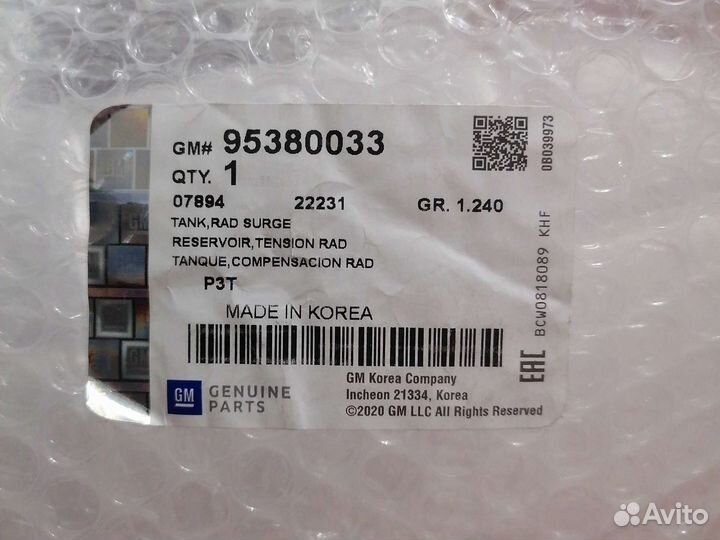 GM# 95380033
QTY. 1
07894 22231 GR. 1.240
TANK,RAD SURGE
RESERVOIR,TENSION RAD
TANQUE,COMPENSACION RAD
P3T
MADE IN KOREA
GM GENUINE PARTS
GM Korea Company
Incheon 21334, Korea
©2020 GM LLC All Rights Reserved
0B039973
BCW0818089 KHF
EAC
GM
GM
Avito